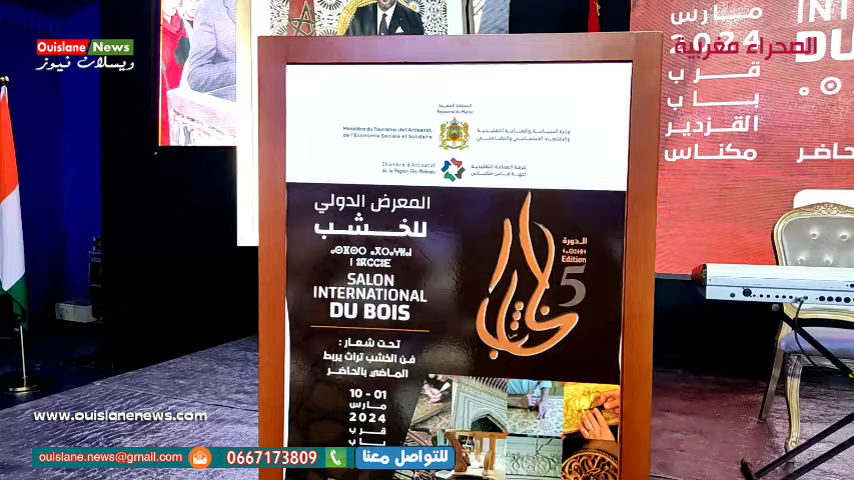 Ouislane News
ويسلان نيوز
الصحراء مغربية
المملكة المغربية
Royaume du Maroc
Ministère du Tourisme, de l'Artisanat,
de l'Economie Sociale et Solidaire
وزارة السياحة والصناعة التقليدية
والاقتصاد الاجتماعي والتضامني
Chambre d'Artisanat
de la Région Fès-Meknès
غرفة الصناعة التقليدية
لجهة فاس-مكناس
المعرض الدولي
للخشب
SALON
INTERNATIONAL
DU BOIS
الدورة
Edition
5
تحت شعار :
فن الخشب تراث يربط
الماضي بالحاضر
10 - 01
مارس
2024
قرب
باب
مارس
2024
قرب
باب
القزدير
مكناس
INT
DU
حاضر
www.ouislanenews.com
ouislane.news@gmail.com
0667173809
للتواصل معنا